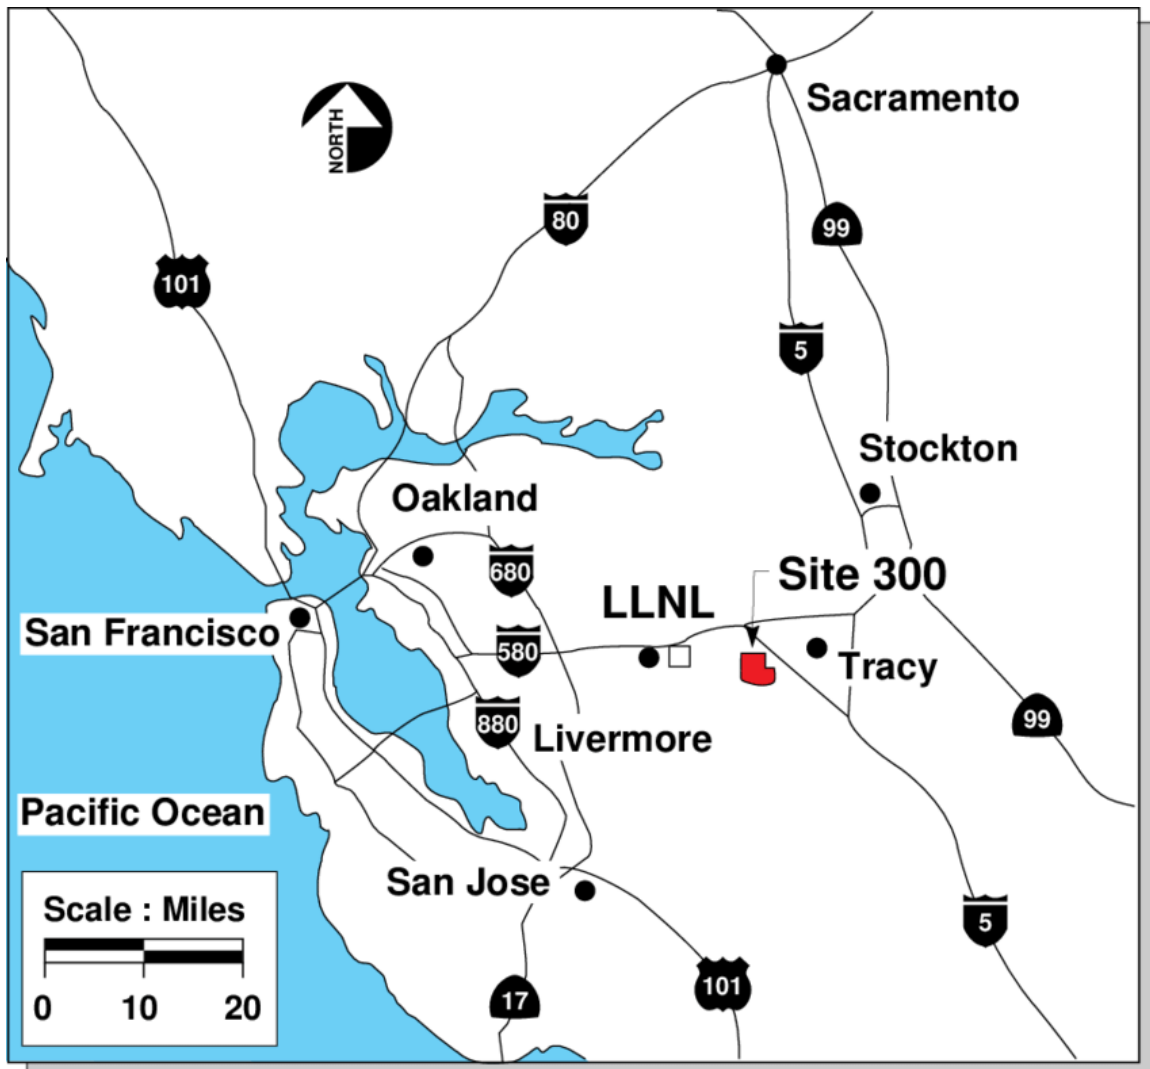 Sacramento
NORTH
80
99
101
5
Stockton
Oakland
680
Site 300
LLNL
San Francisco
580
Tracy
880
99
Livermore
Pacific Ocean
San Jose
Scale : Miles
5
101
17
0 10 20